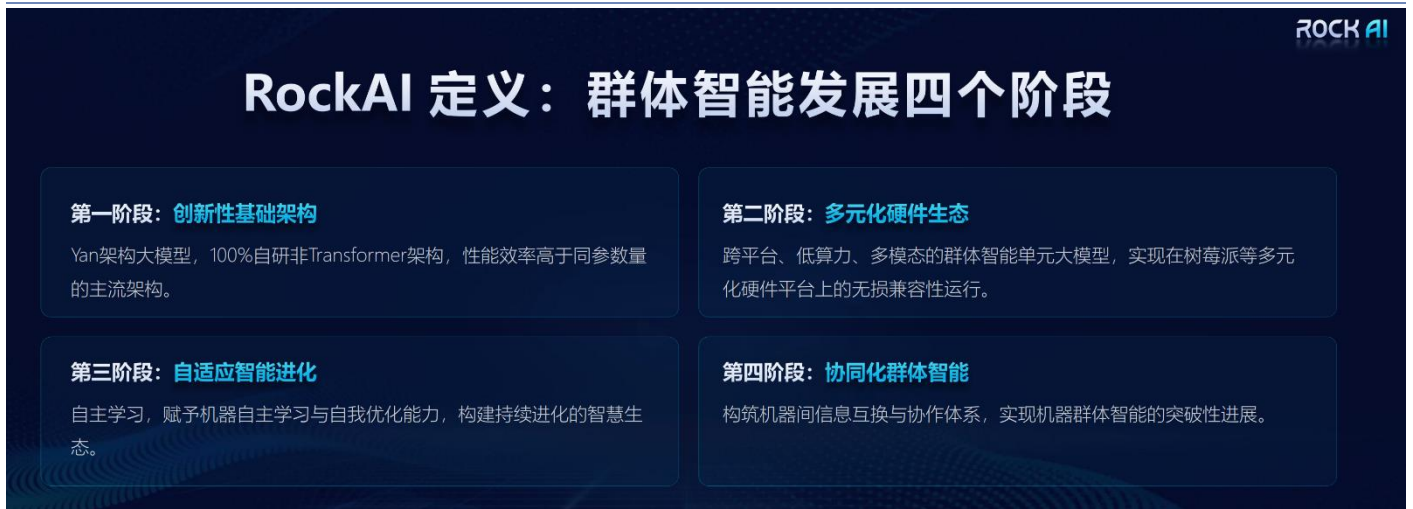 ROCK AI
RockAI 定义：群体智能发展四个阶段
第一阶段：创新性基础架构
Yan架构大模型，100%自研非Transformer架构，性能效率高于同参数量
的主流架构。
第二阶段：多元化硬件生态
跨平台、低算力、多模态的群体智能单元大模型，实现在树莓派等多元
化硬件平台上的无损兼容性运行。
第三阶段：自适应智能进化
自主学习，赋予机器自主学习与自我优化能力，构建持续进化的智慧生
态。
第四阶段：协同化群体智能
构筑机器间信息互换与协作体系，实现机器群体智能的突破性进展。